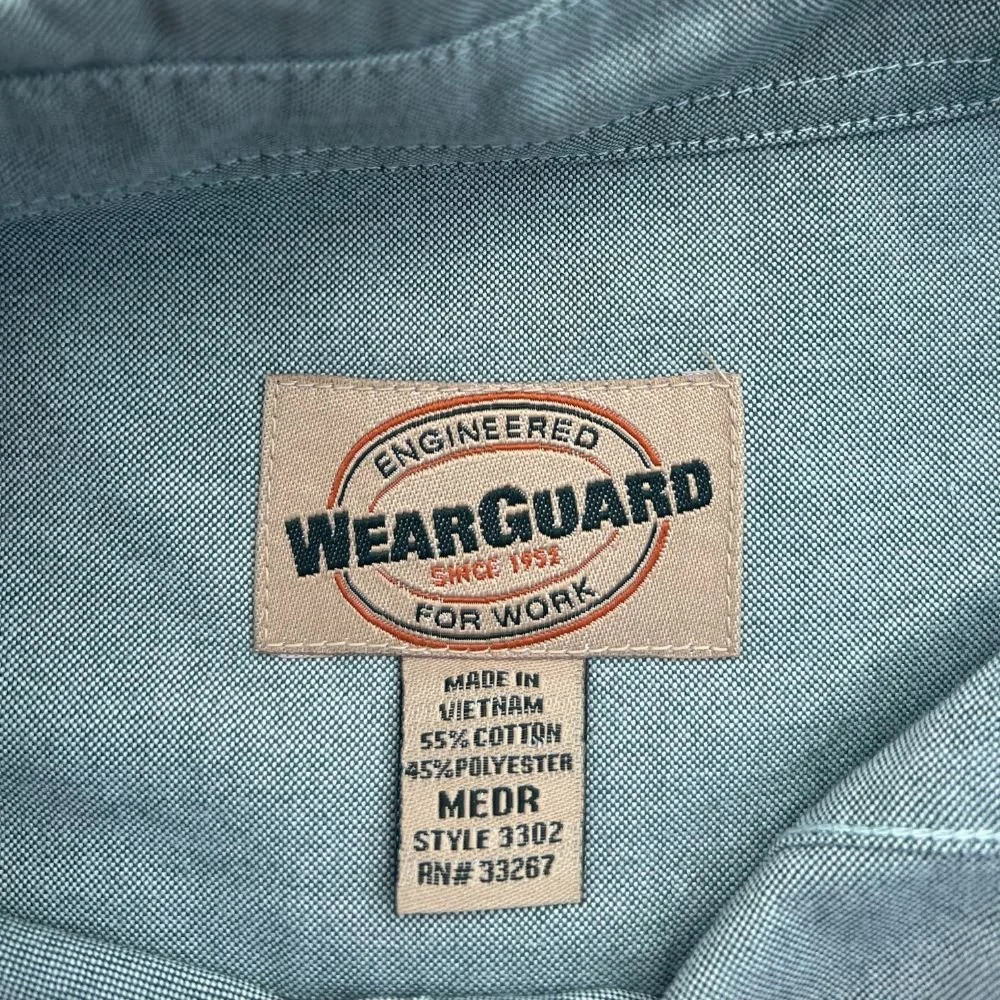 ENGINEERED
WEARGUARD
SINCE 1952
FOR WORK
MADE IN
VIETNAM
55% COTTON
45% POLYESTER
MEDR
STYLE 3302
RN# 33267